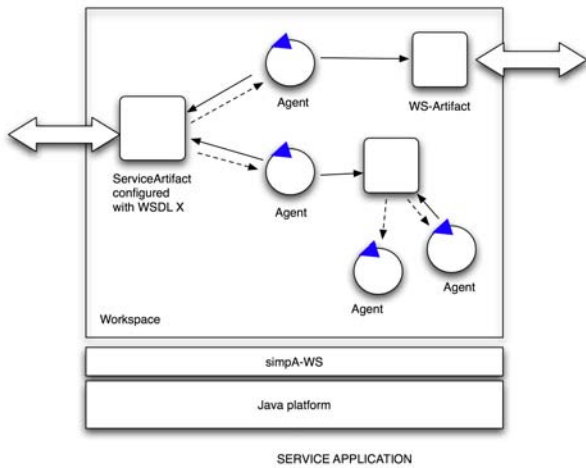 Agent
WS-Artifact
ServiceArtifact
configured
with WSDL X
Agent
Agent
Agent
Workspace
simpA-WS
Java platform
SERVICE APPLICATION